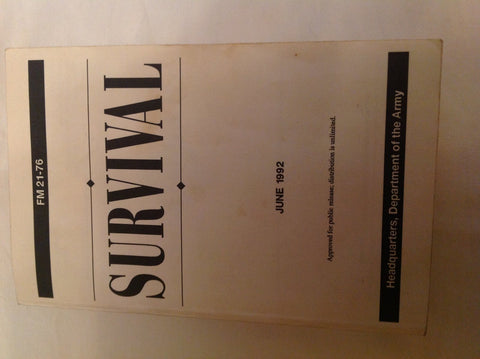 FM 21-76
SURVIVAL
JUNE 1992
Approved for public release; distribution is unlimited.
Headquarters, Department of the Army